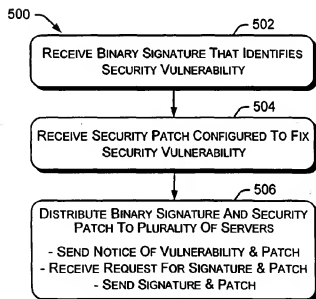 500
502
RECEIVE BINARY SIGNATURE THAT IDENTIFIES
SECURITY VULNERABILITY
504
RECEIVE SECURITY PATCH CONFIGURED TO FIX
SECURITY VULNERABILITY
506
DISTRIBUTE BINARY SIGNATURE AND SECURITY
PATCH TO PLURALITY OF SERVERS
- SEND NOTICE OF VULNERABILITY & PATCH
- RECEIVE REQUEST FOR SIGNATURE & PATCH
- SEND SIGNATURE & PATCH